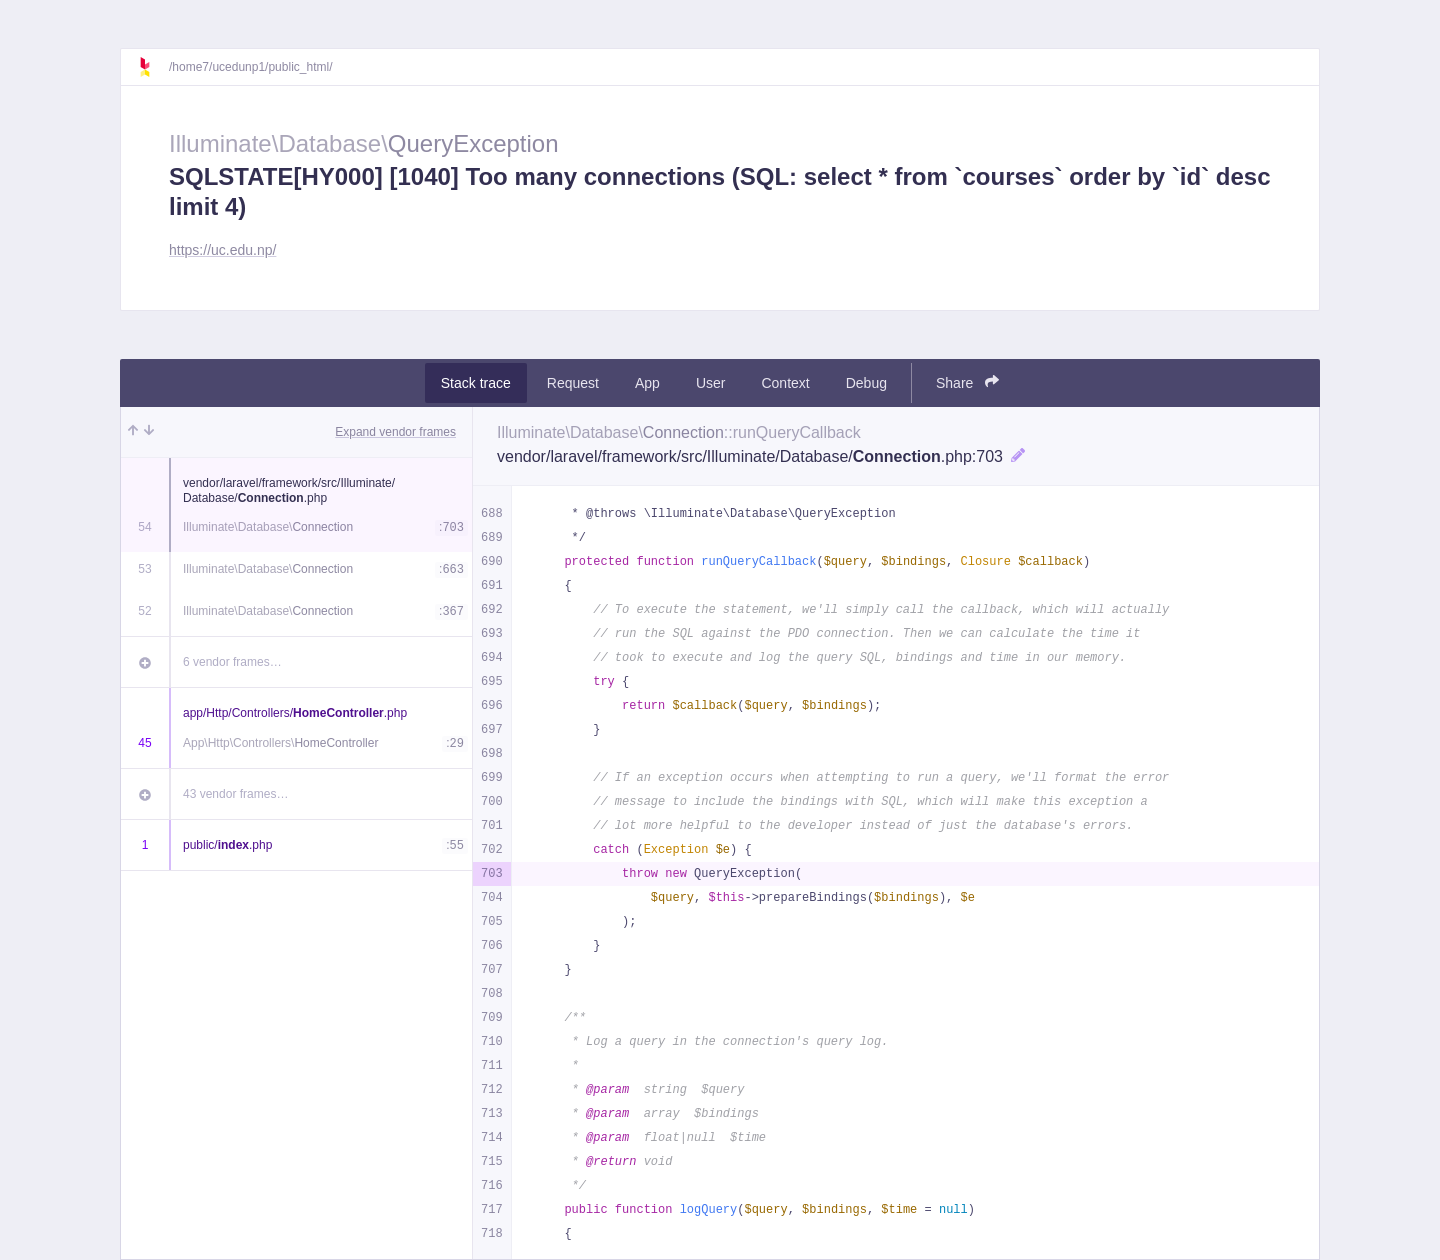 /home7/ucedunp1/public_html/
Illuminate\Database\QueryException
SQLSTATE[HY000] [1040] Too many connections (SQL: select * from `courses` order by `id` desc
limit 4)
https://uc.edu.np/
Stack trace Request App User Context Debug Share
Expand vendor frames
vendor/laravel/framework/src/Illuminate/
Database/Connection.php
54 Illuminate\Database\Connection :703
53 Illuminate\Database\Connection :663
52 Illuminate\Database\Connection :367
6 vendor frames…
app/Http/Controllers/HomeController.php
45 App\Http\Controllers\HomeController :29
43 vendor frames…
1 public/index.php :55
Illuminate\Database\Connection::runQueryCallback
vendor/laravel/framework/src/Illuminate/Database/Connection.php:703
688      * @throws \Illuminate\Database\QueryException
689      */
690     protected function runQueryCallback($query, $bindings, Closure $callback)
691     {
692         // To execute the statement, we'll simply call the callback, which will actually
693         // run the SQL against the PDO connection. Then we can calculate the time it
694         // took to execute and log the query SQL, bindings and time in our memory.
695         try {
696             return $callback($query, $bindings);
697         }
698
699         // If an exception occurs when attempting to run a query, we'll format the error
700         // message to include the bindings with SQL, which will make this exception a
701         // lot more helpful to the developer instead of just the database's errors.
702         catch (Exception $e) {
703             throw new QueryException(
704                 $query, $this->prepareBindings($bindings), $e
705             );
706         }
707     }
708
709     /**
710      * Log a query in the connection's query log.
711      *
712      * @param  string  $query
713      * @param  array  $bindings
714      * @param  float|null  $time
715      * @return void
716      */
717     public function logQuery($query, $bindings, $time = null)
718     {